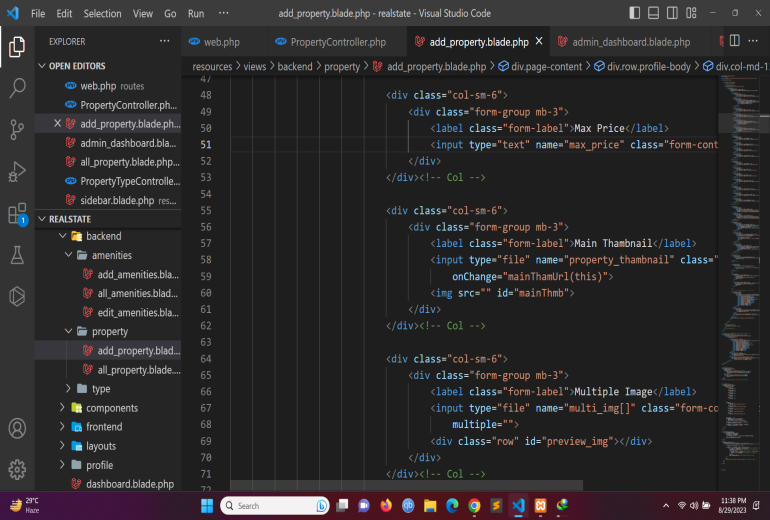 File Edit Selection View Go Run ··· add_property.blade.php - realstate - Visual Studio Code
EXPLORER ···
OPEN EDITORS
web.php routes
PropertyController.ph...
add_property.blade.ph...
admin_dashboard.bla...
all_property.blade.php...
PropertyTypeControlle...
sidebar.blade.php res...
REALSTATE
backend
amenities
add_amenities.bla...
all_amenities.blad...
edit_amenities.bla...
property
add_property.blad...
all_property.blade....
type
components
frontend
layouts
profile
dashboard.blade.php
1
web.php PropertyController.php add_property.blade.php admin_dashboard.blade.php ···
resources > views > backend > property > add_property.blade.php > div.page-content > div.row.profile-body > div.col-md-1
47
48 <div class="col-sm-6">
49 <div class="form-group mb-3">
50 <label class="form-label">Max Price</label>
51 <input type="text" name="max_price" class="form-cont
52 </div>
53 </div><!-- Col -->
54
55 <div class="col-sm-6">
56 <div class="form-group mb-3">
57 <label class="form-label">Main Thambnail</label>
58 <input type="file" name="property_thambnail" class="
59 onChange="mainThamUrl(this)">
60 <img src="" id="mainThmb">
61 </div>
62 </div><!-- Col -->
63
64 <div class="col-sm-6">
65 <div class="form-group mb-3">
66 <label class="form-label">Multiple Image</label>
67 <input type="file" name="multi_img[]" class="form-co
68 multiple="">
69 <div class="row" id="preview_img"></div>
70 </div>
71 </div><!-- Col -->
72
29°C
Haze
Search
11:38 PM
8/29/2023